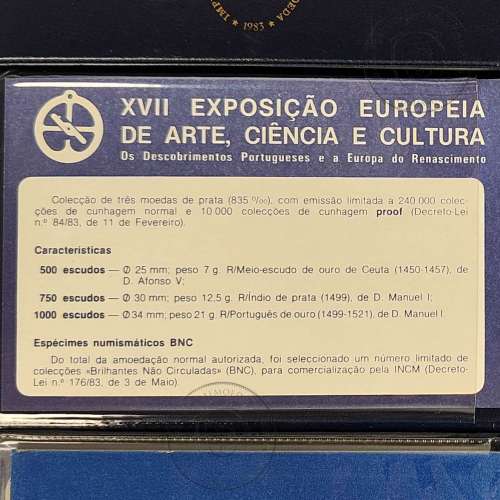 1983
XVII EXPOSIÇÃO EUROPEIA
DE ARTE, CIÊNCIA E CULTURA
Os Descobrimentos Portugueses e a Europa do Renascimento
Colecção de três moedas de prata (835 ‰), com emissão limitada a 240 000 colec-
ções de cunhagem normal e 10 000 colecções de cunhagem proof (Decreto-Lei
n.º 84/83, de 11 de Fevereiro).
Características
500 escudos — Ø 25 mm; peso 7 g. R/Meio-escudo de ouro de Ceuta (1450-1457), de
D. Afonso V;
750 escudos — Ø 30 mm; peso 12,5 g. R/Índio de prata (1499), de D. Manuel I;
1000 escudos — Ø 34 mm; peso 21 g. R/Português de ouro (1499-1521), de D. Manuel I.
Espécimes numismáticos BNC
Do total da amoedação normal autorizada, foi seleccionado um número limitado de
colecções «Brilhantes Não Circuladas» (BNC), para comercialização pela INCM (Decreto-
Lei n.º 176/83, de 3 de Maio).